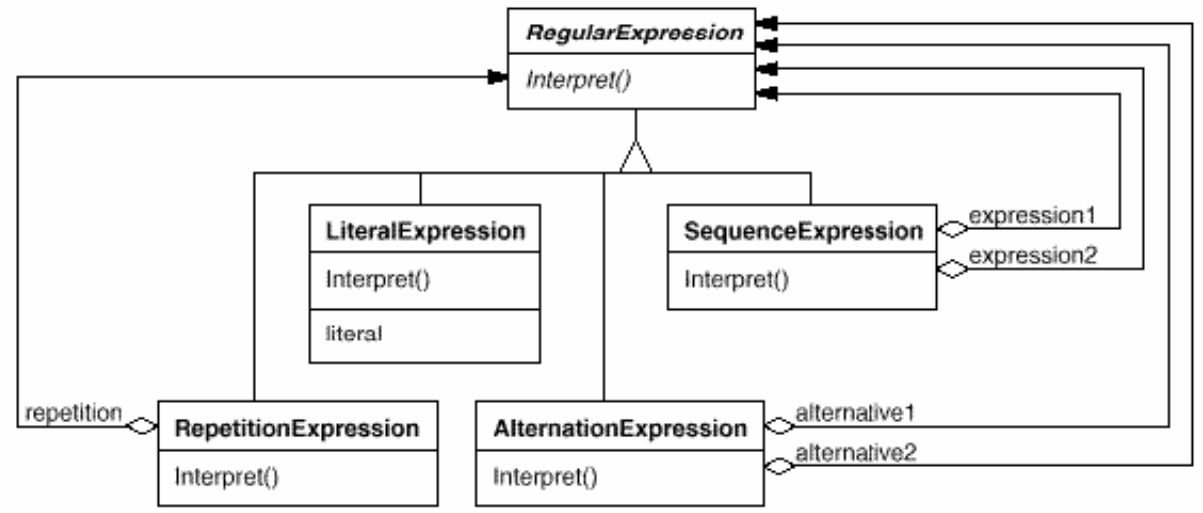 RegularExpression
Interpret()
LiteralExpression
Interpret()
literal
SequenceExpression
Interpret()
expression1
expression2
repetition
RepetitionExpression
Interpret()
AlternationExpression
Interpret()
alternative1
alternative2